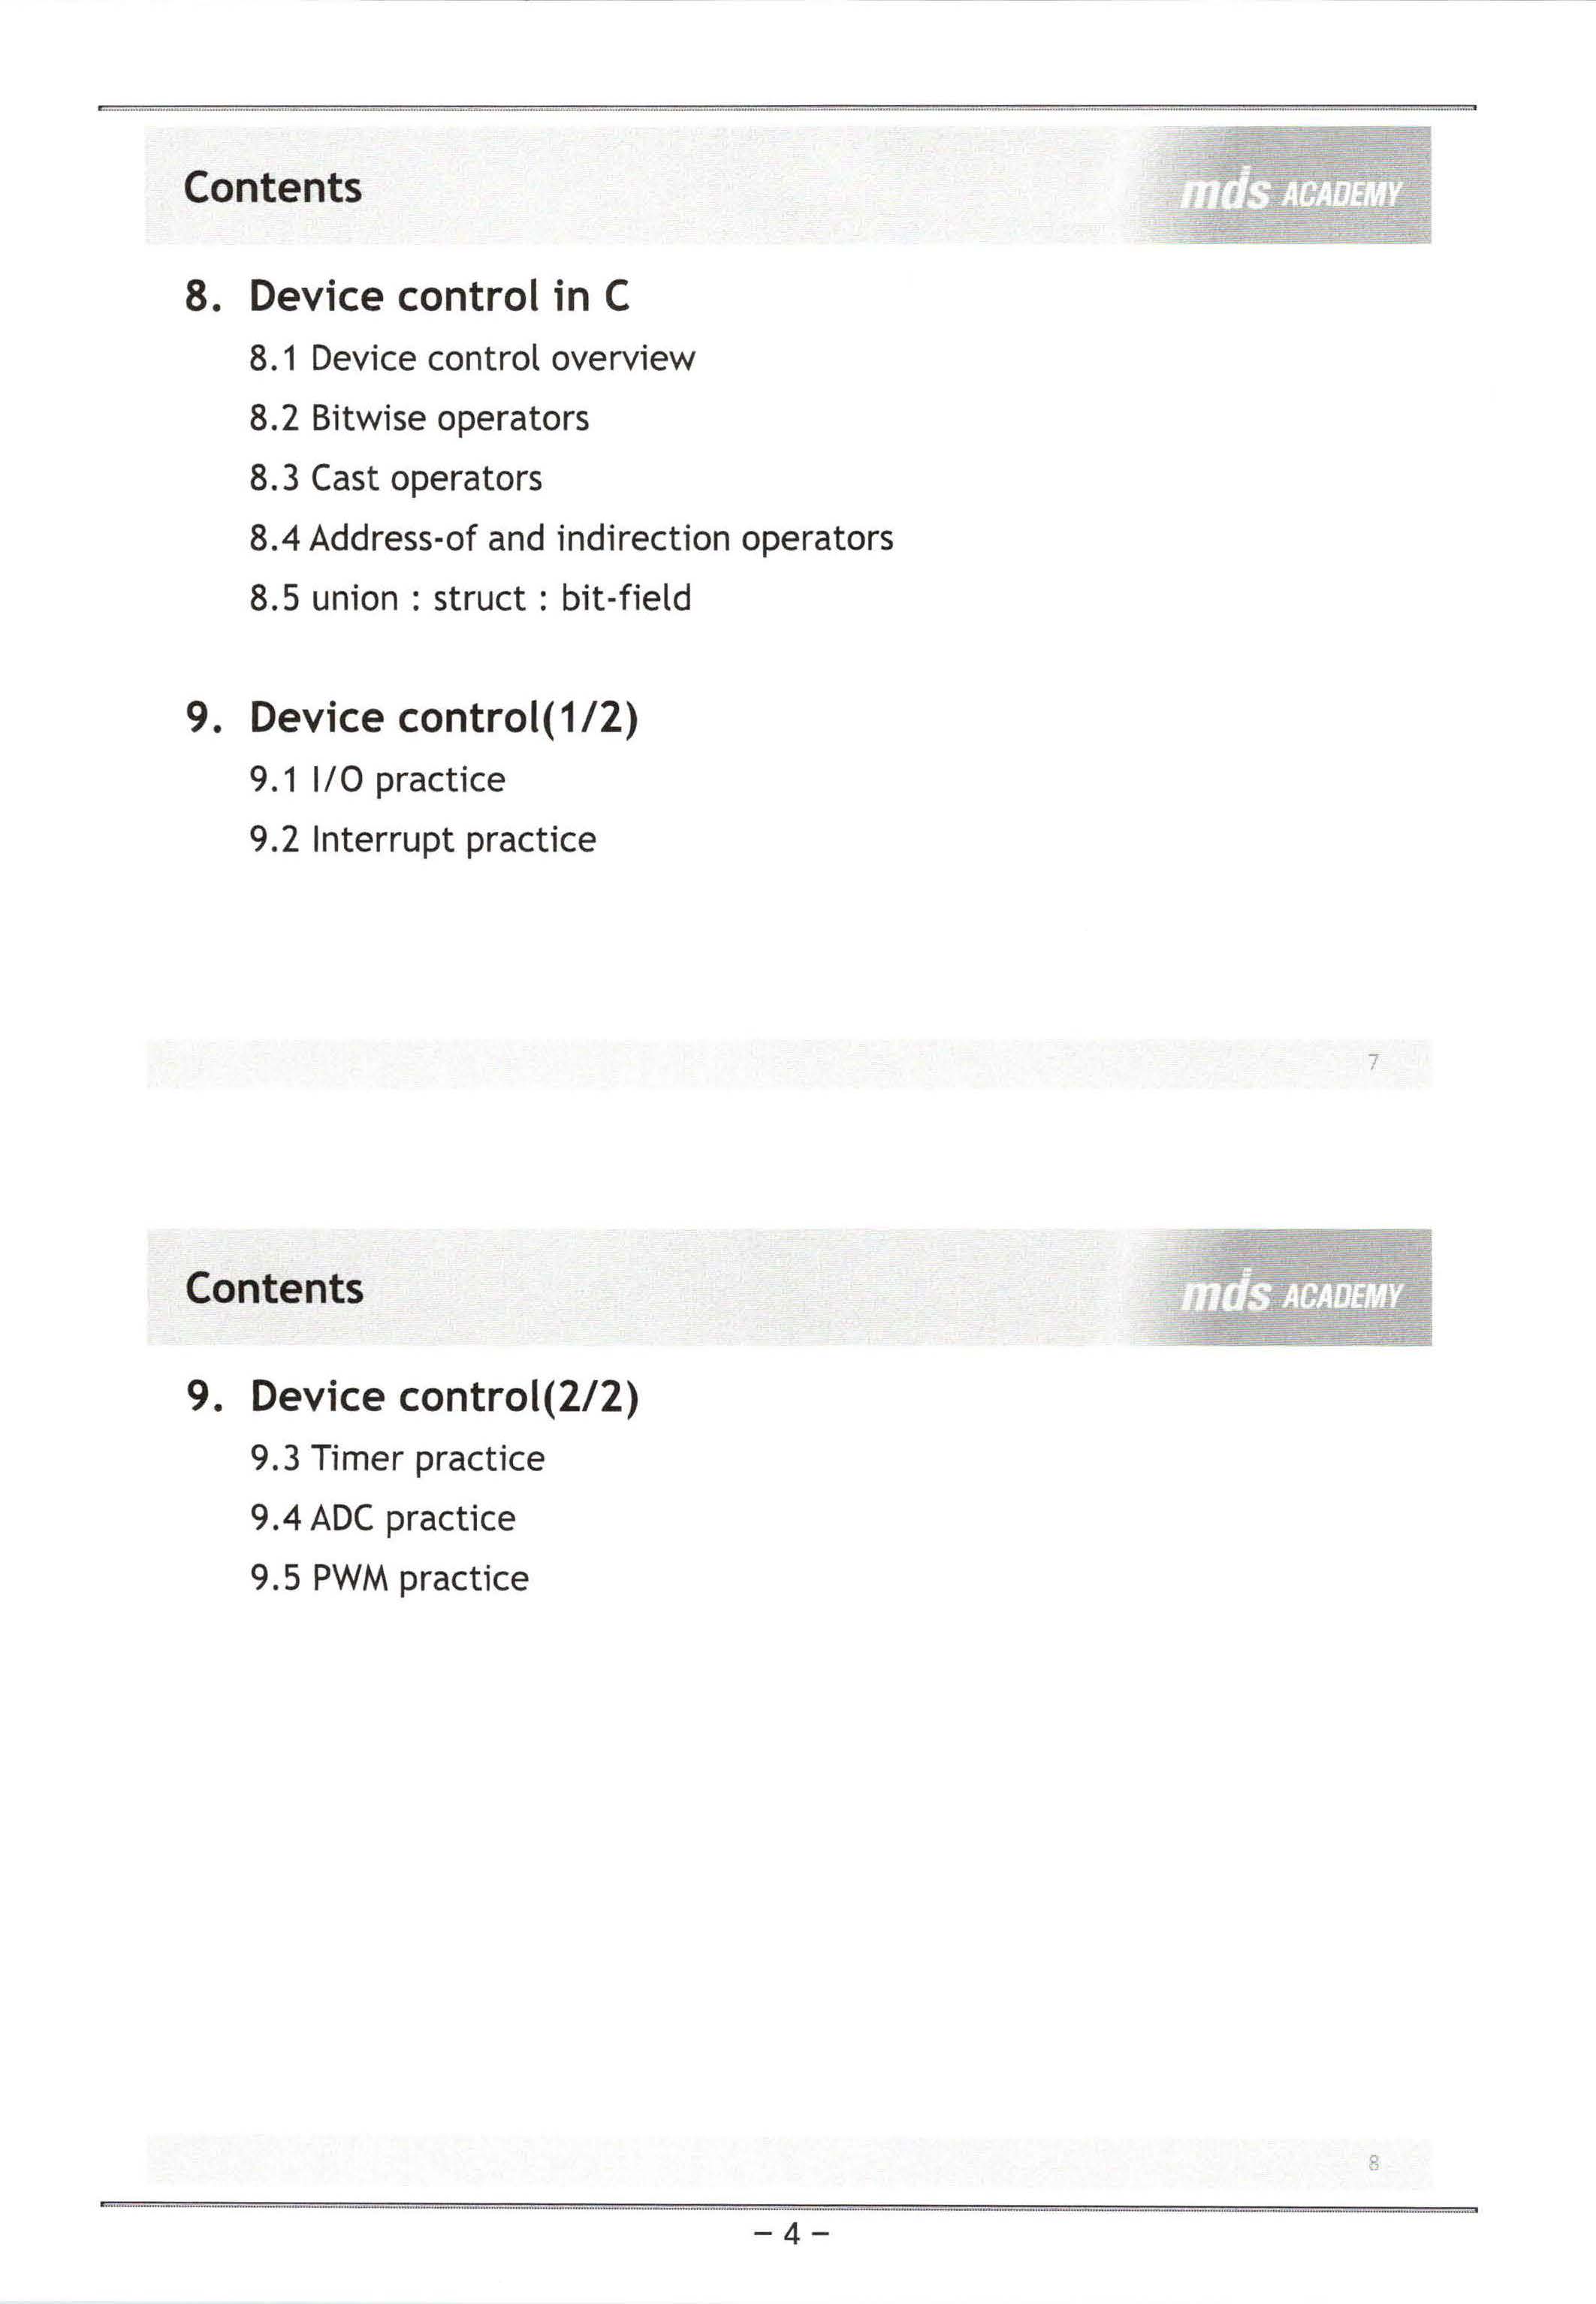 Contents
mds ACADEMY
8. Device control in C
8.1 Device control overview
8.2 Bitwise operators
8.3 Cast operators
8.4 Address-of and indirection operators
8.5 union : struct : bit-field
9. Device control(1/2)
9.1 I/O practice
9.2 Interrupt practice
7
Contents
mds ACADEMY
9. Device control(2/2)
9.3 Timer practice
9.4 ADC practice
9.5 PWM practice
8
- 4 -